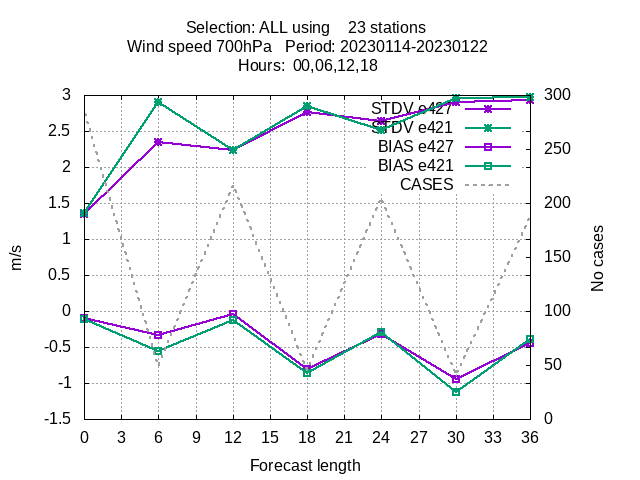 Selection: ALL using 23 stations
Wind speed 700hPa Period: 20230114-20230122
Hours: 00,06,12,18
3
2.5
2
1.5
1
0.5
0
-0.5
-1
-1.5
m/s
STDV e427
STDV e421
BIAS e427
BIAS e421
CASES
300
250
200
150
100
50
0
No cases
0 3 6 9 12 15 18 21 24 27 30 33 36
Forecast length